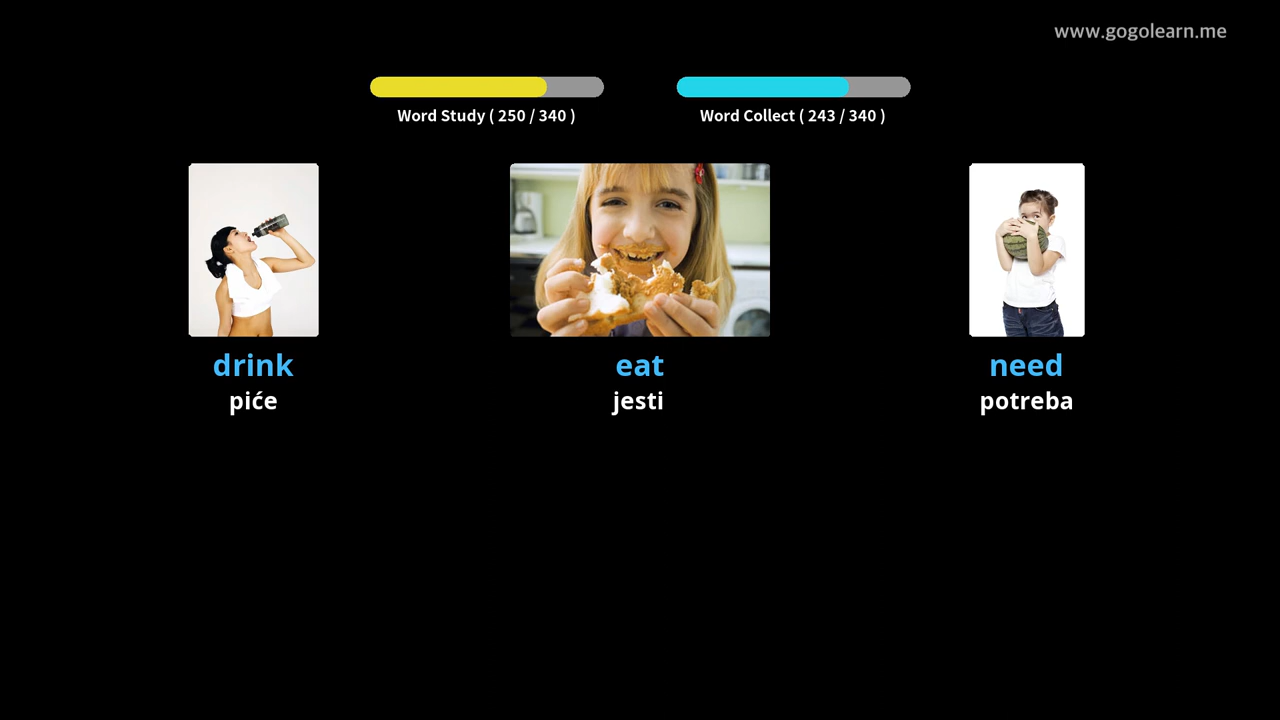 www.gogolearn.me
Word Study ( 250 / 340 )
Word Collect ( 243 / 340 )
drink
eat
need
piće
jesti
potreba